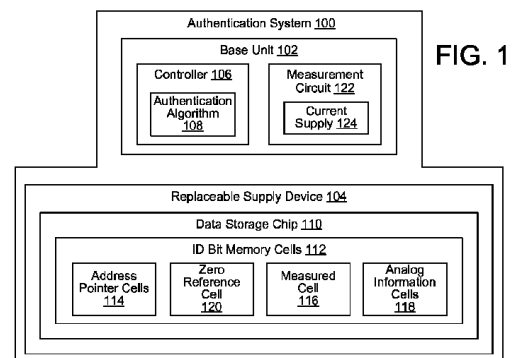 Authentication System 100
FIG. 1
Base Unit 102
Controller 106
Authentication
Algorithm
108
Measurement
Circuit 122
Current
Supply 124
Replaceable Supply Device 104
Data Storage Chip 110
ID Bit Memory Cells 112
Address
Pointer Cells
114
Zero
Reference
Cell
120
Measured
Cell
116
Analog
Information
Cells
118